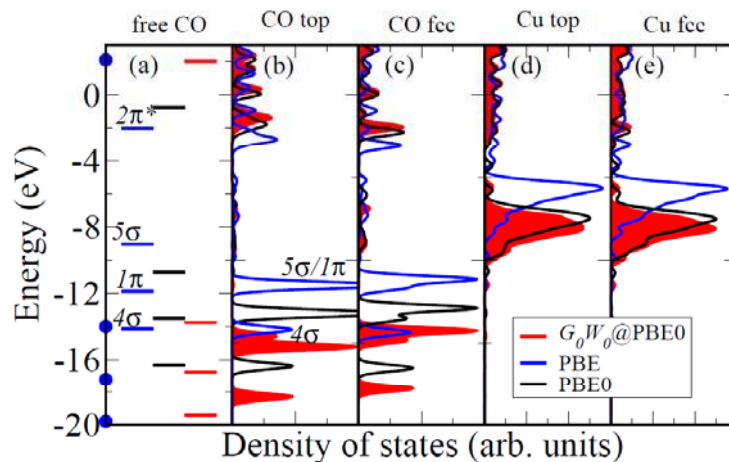 free CO CO top CO fcc Cu top Cu fcc
(a) (b) (c) (d) (e)
0
2π*
-4
5σ
-8
1π
5σ/1π
-12
4σ
4σ
-16
-20
Energy (eV)
G₀W₀@PBE0
PBE
PBE0
Density of states (arb. units)